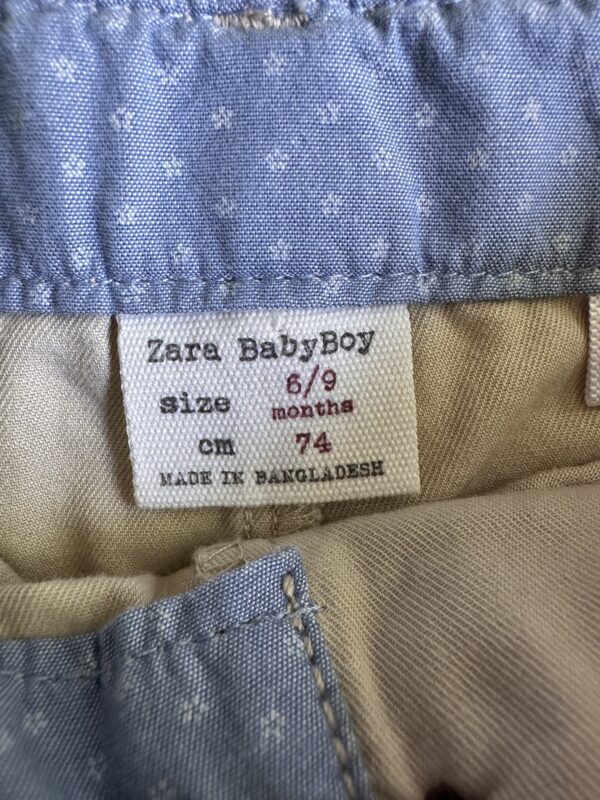 Zara BabyBoy
size 6/9
months
cm 74
MADE IN BANGLADESH